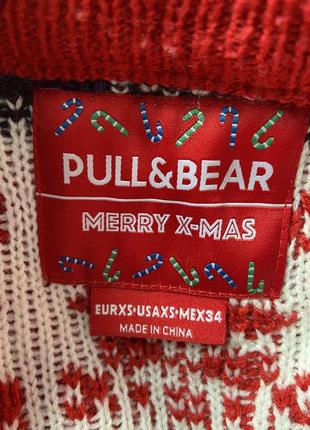 PULL&BEAR
MERRY X-MAS
EURXS·USAXS·MEX34
MADE IN CHINA